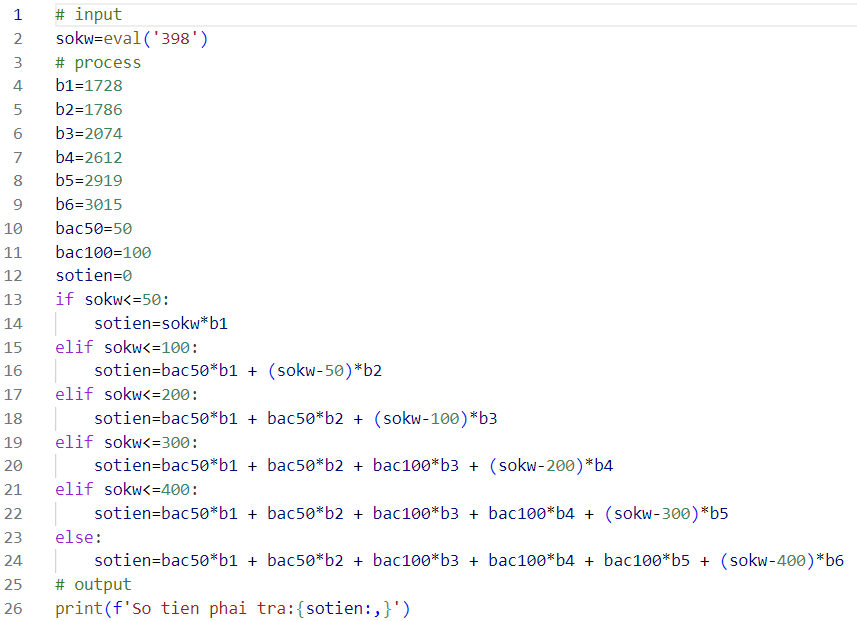 1 # input
2 sokw=eval('398')
3 # process
4 b1=1728
5 b2=1786
6 b3=2074
7 b4=2612
8 b5=2919
9 b6=3015
10 bac50=50
11 bac100=100
12 sotien=0
13 if sokw<=50:
14     sotien=sokw*b1
15 elif sokw<=100:
16     sotien=bac50*b1 + (sokw-50)*b2
17 elif sokw<=200:
18     sotien=bac50*b1 + bac50*b2 + (sokw-100)*b3
19 elif sokw<=300:
20     sotien=bac50*b1 + bac50*b2 + bac100*b3 + (sokw-200)*b4
21 elif sokw<=400:
22     sotien=bac50*b1 + bac50*b2 + bac100*b3 + bac100*b4 + (sokw-300)*b5
23 else:
24     sotien=bac50*b1 + bac50*b2 + bac100*b3 + bac100*b4 + bac100*b5 + (sokw-400)*b6
25 # output
26 print(f'So tien phai tra:{sotien:,}')